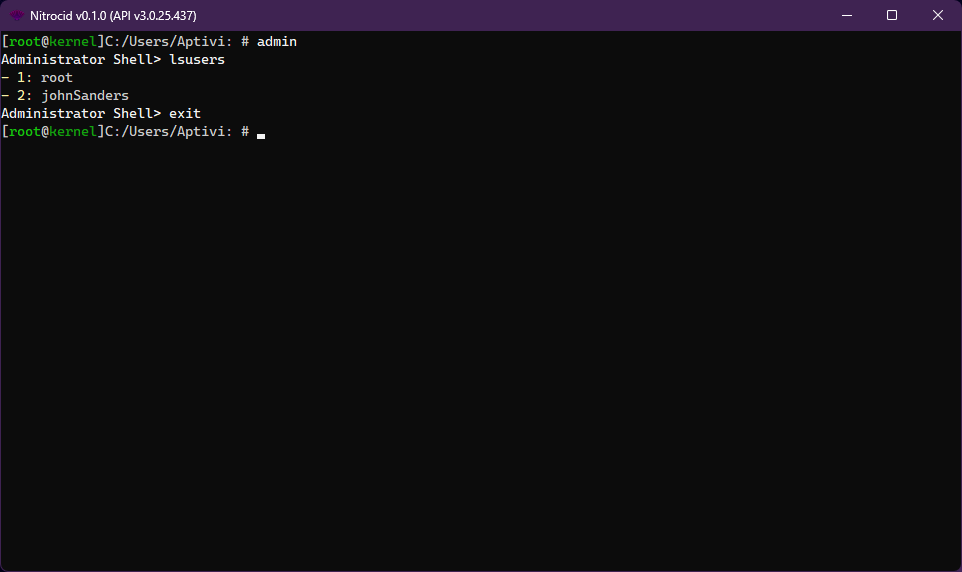 Nitrocid v0.1.0 (API v3.0.25.437)
[root@kernel]C:/Users/Aptivi: # admin
Administrator Shell> lsusers
- 1: root
- 2: johnSanders
Administrator Shell> exit
[root@kernel]C:/Users/Aptivi: #